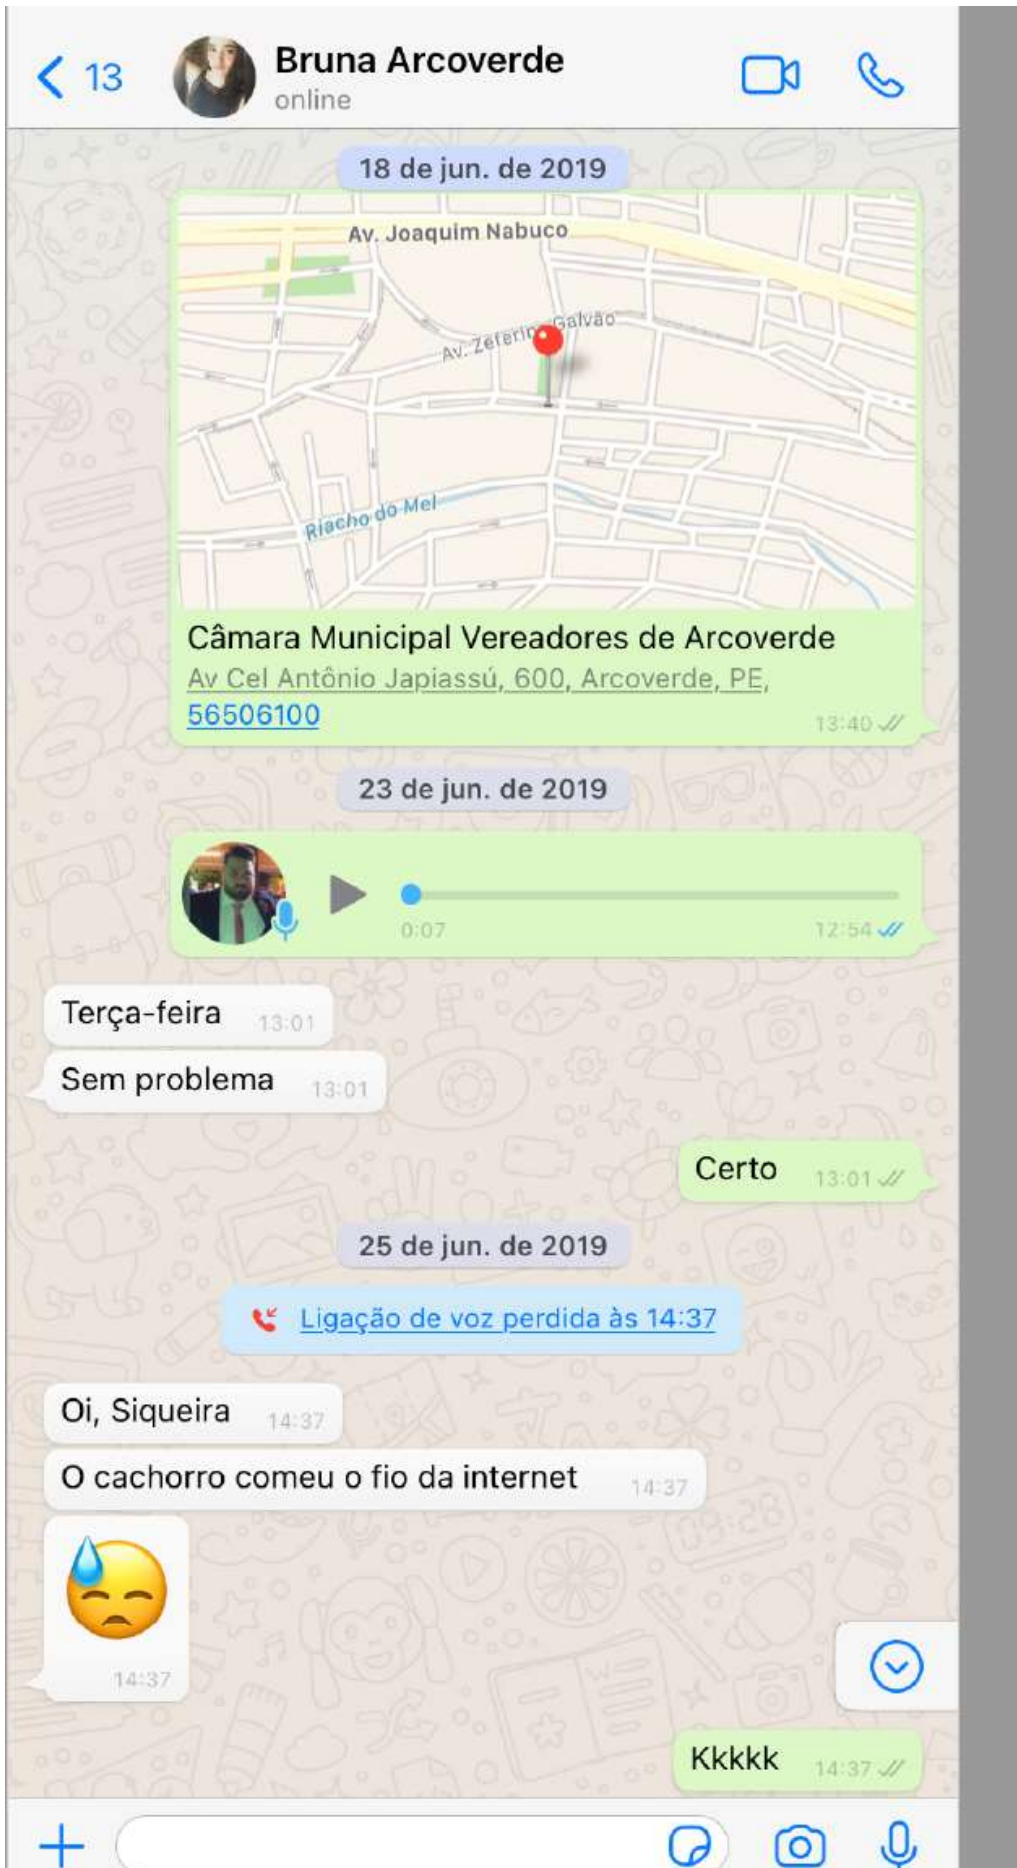 13
Bruna Arcoverde
online
18 de jun. de 2019
Av. Joaquim Nabuco
Av. Zeferino Galvão
Riacho do Mel
Câmara Municipal Vereadores de Arcoverde
Av Cel Antônio Japiassú, 600, Arcoverde, PE,
56506100
13:40
23 de jun. de 2019
0:07
12:54
Terça-feira 13:01
Sem problema 13:01
Certo 13:01
25 de jun. de 2019
Ligação de voz perdida às 14:37
Oi, Siqueira 14:37
O cachorro comeu o fio da internet 14:37
14:37
Kkkkk 14:37